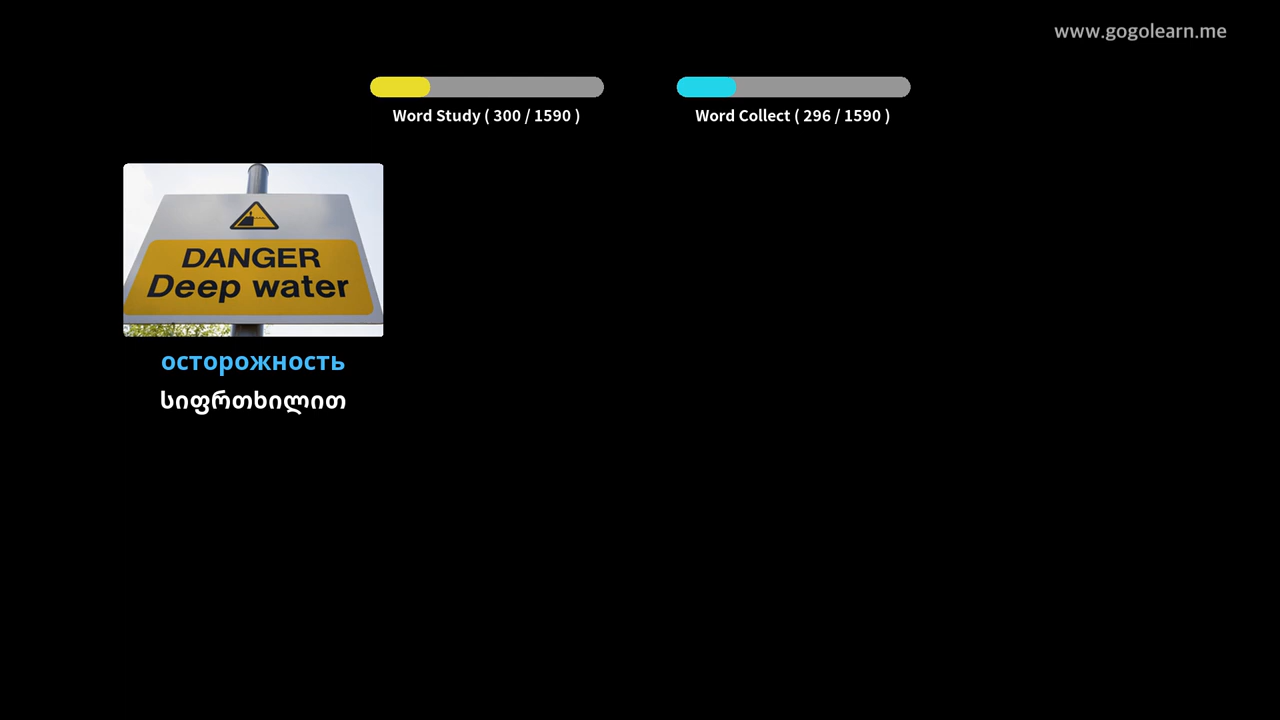 www.gogolearn.me
Word Study ( 300 / 1590 )
Word Collect ( 296 / 1590 )
DANGER
Deep water
осторожность
სიფრთხილით